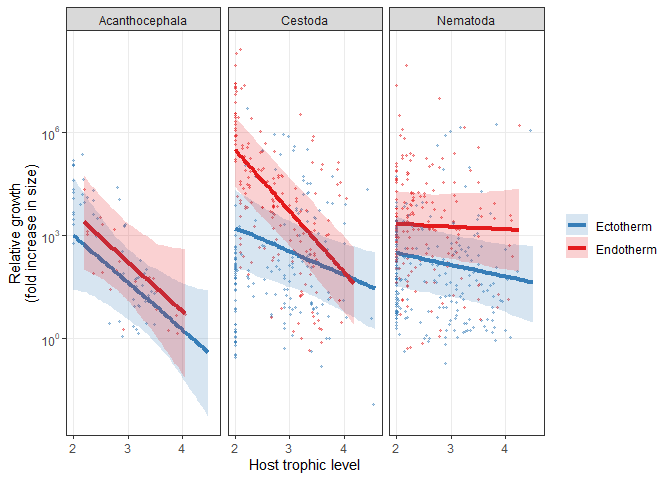 Acanthocephala Cestoda Nematoda
Relative growth
(fold increase in size)
10^6
10^3
10^0
2 3 4 2 3 4 2 3 4
Host trophic level
Ectotherm
Endotherm